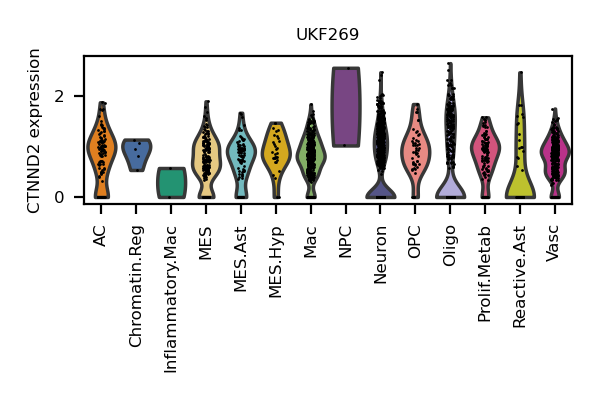 UKF269
CTNND2 expression
2
0
AC
Chromatin.Reg
Inflammatory.Mac
MES
MES.Ast
MES.Hyp
Mac
NPC
Neuron
OPC
Oligo
Prolif.Metab
Reactive.Ast
Vasc